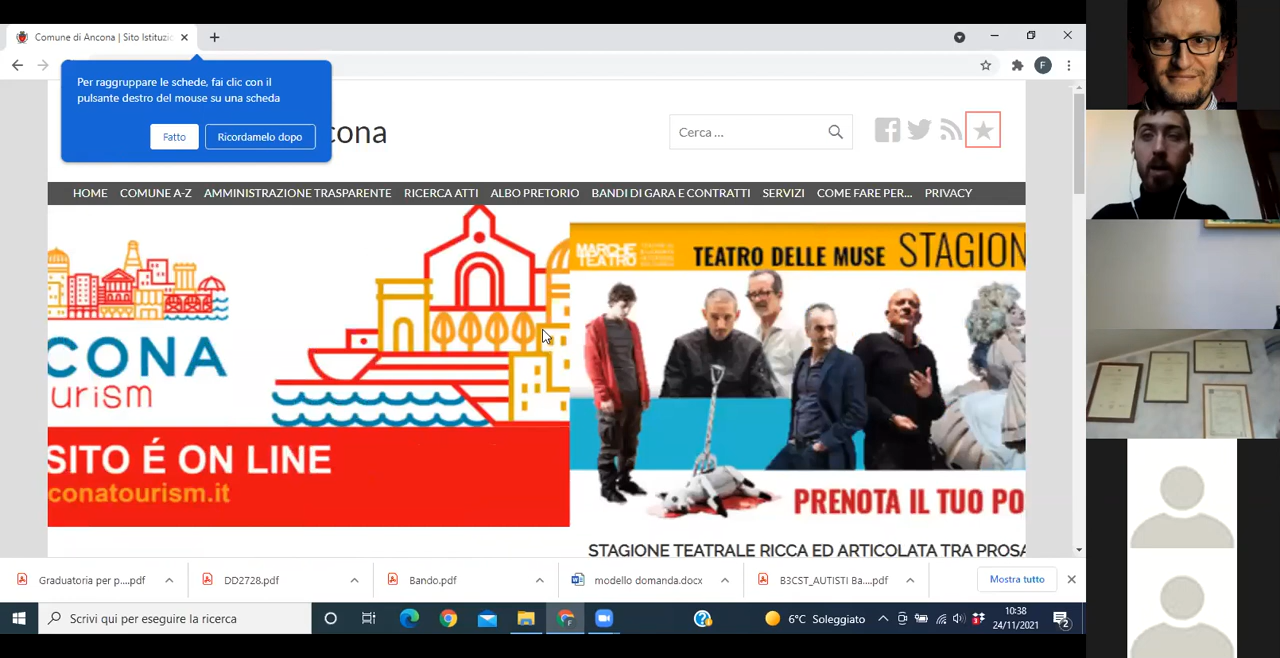 Comune di Ancona | Sito Istituzio
Per raggruppare le schede, fai clic con il
pulsante destro del mouse su una scheda
Fatto
Ricordamelo dopo
cona
Cerca ...
F
HOME COMUNE A-Z AMMINISTRAZIONE TRASPARENTE RICERCA ATTI ALBO PRETORIO BANDI DI GARA E CONTRATTI SERVIZI COME FARE PER... PRIVACY
CONA
urism
SITO É ON LINE
conatourism.it
MARCHE
TEATRO
TEATRO DELLE MUSE STAGION
PRENOTA IL TUO PO
STAGIONE TEATRALE RICCA ED ARTICOLATA TRA PROSA
Graduatoria per p....pdf
DD2728.pdf
Bando.pdf
modello domanda.docx
B3CST_AUTISTI Ba....pdf
Mostra tutto
Scrivi qui per eseguire la ricerca
6°C Soleggiato
10:38
24/11/2021
2